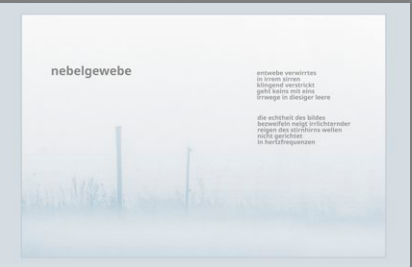 nebelgewebe
entwebe verwirrtes
in irrem sirren
klingend verstrickt
geht keins mit eins
irrwege in diesiger leere
die echtheit des bildes
bezweifeln neigt irrlichternder
reigen des stirnhirns wellen
nicht gerichtet
in hertzfrequenzen